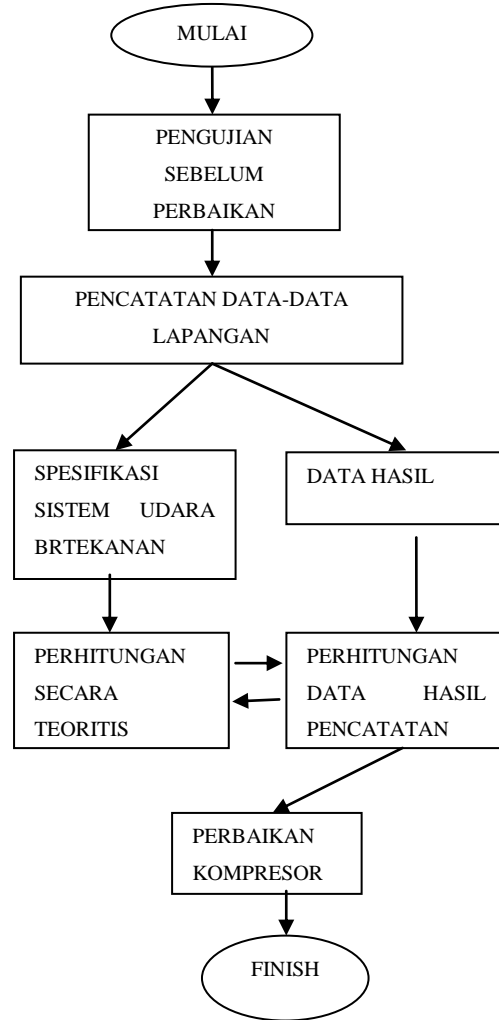 MULAI
PENGUJIAN
SEBELUM
PERBAIKAN
PENCATATAN DATA-DATA
LAPANGAN
SPESIFIKASI
SISTEM UDARA
BRTEKANAN
DATA HASIL
PERHITUNGAN
SECARA
TEORITIS
PERHITUNGAN
DATA HASIL
PENCATATAN
PERBAIKAN
KOMPRESOR
FINISH